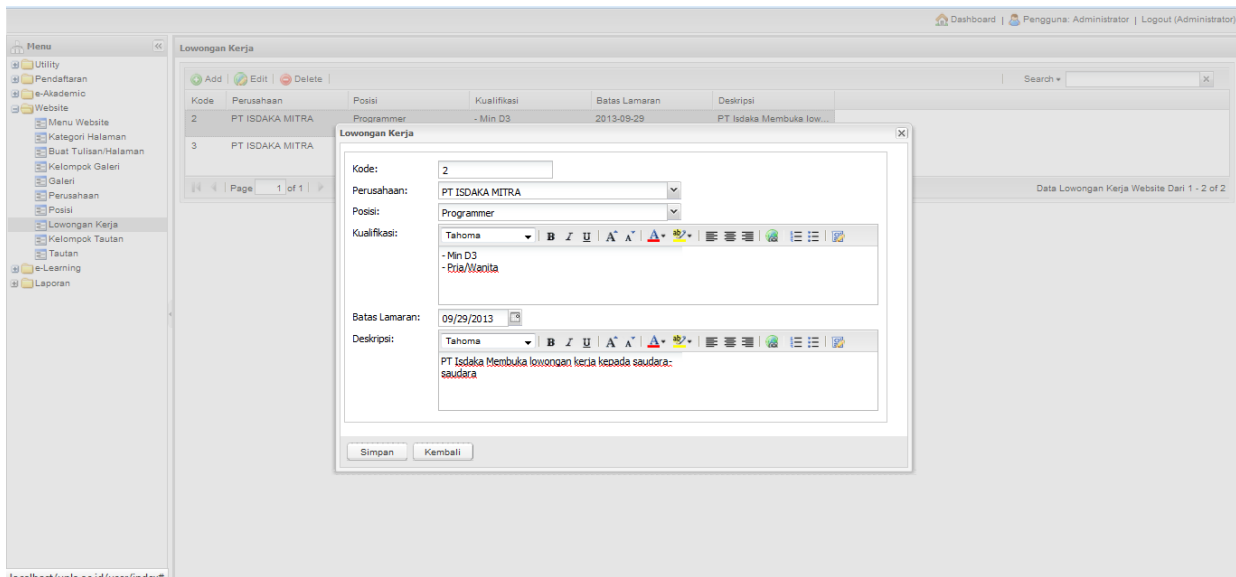 Dashboard | Pengguna: Administrator | Logout (Administrator)
Menu
Utility
Pendaftaran
e-Akademic
Website
Menu Website
Kategori Halaman
Buat Tulisan/Halaman
Kelompok Galeri
Galeri
Perusahaan
Posisi
Lowongan Kerja
Kelompok Tautan
Tautan
e-Learning
Laporan
Lowongan Kerja
Add | Edit | Delete | Search
Kode Perusahaan Posisi Kualifikasi Batas Lamaran Deskripsi
2 PT ISDAKA MITRA Programmer - Min D3 2013-09-29 PT Isdaka Membuka low...
3 PT ISDAKA MITRA
Page 1 of 1
Data Lowongan Kerja Website Dari 1 - 2 of 2
Lowongan Kerja
Kode: 2
Perusahaan: PT ISDAKA MITRA
Posisi: Programmer
Kualifikasi: Tahoma B I U A A A ab
- Min D3
- Pria/Wanita
Batas Lamaran: 09/29/2013
Deskripsi: Tahoma B I U A A A ab
PT Isdaka Membuka lowongan kerja kepada saudara-
saudara
Simpan Kembali